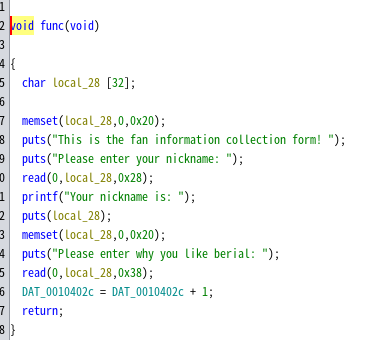 1
2 void func(void)
3
4 {
5 char local_28 [32];
6
7 memset(local_28,0,0x20);
8 puts("This is the fan information collection form! ");
9 puts("Please enter your nickname: ");
0 read(0,local_28,0x28);
1 printf("Your nickname is: ");
2 puts(local_28);
3 memset(local_28,0,0x20);
4 puts("Please enter why you like berial: ");
5 read(0,local_28,0x38);
6 DAT_0010402c = DAT_0010402c + 1;
7 return;
8 }